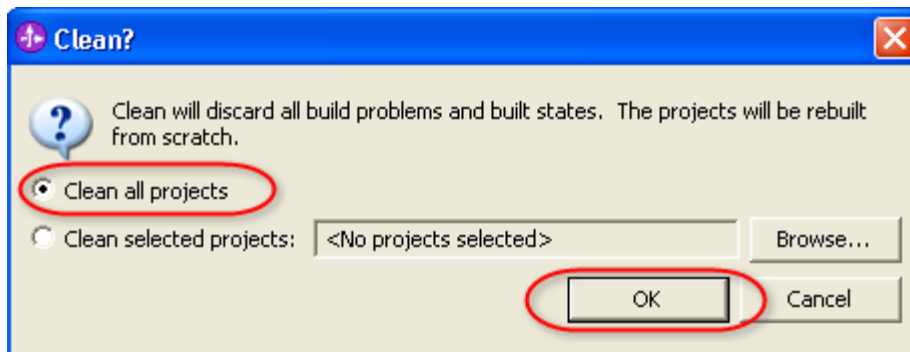 Clean?
Clean will discard all build problems and built states.  The projects will be rebuilt
from scratch.
Clean all projects
Clean selected projects: <No projects selected> Browse...
OK Cancel